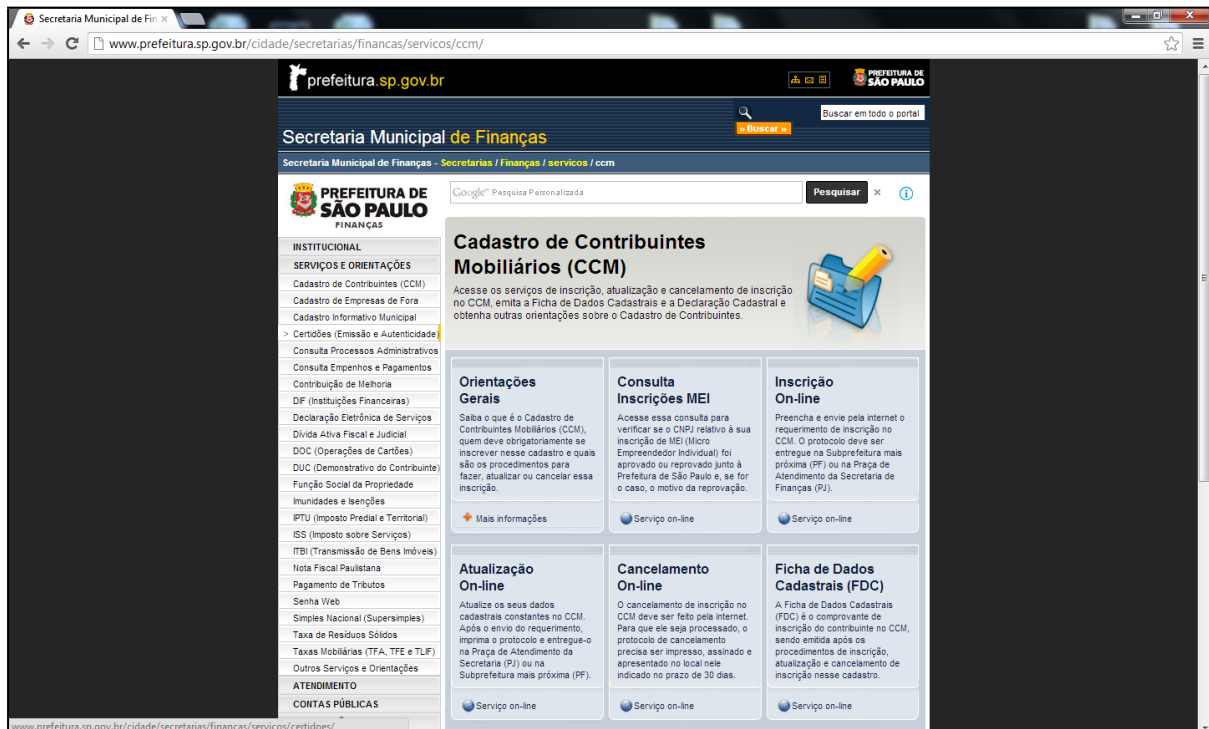 Secretaria Municipal de Fin
www.prefeitura.sp.gov.br/cidade/secretarias/financas/servicos/ccm/
prefeitura.sp.gov.br
PREFEITURA DE
SÃO PAULO
Buscar em todo o portal
» Buscar »
Secretaria Municipal de Finanças
Secretaria Municipal de Finanças - Secretarias / Finanças / servicos / ccm
PREFEITURA DE
SÃO PAULO
FINANÇAS
Google™ Pesquisa Personalizada
Pesquisar
INSTITUCIONAL
SERVIÇOS E ORIENTAÇÕES
Cadastro de Contribuintes (CCM)
Cadastro de Empresas de Fora
Cadastro Informativo Municipal
> Certidões (Emissão e Autenticidade)
Consulta Processos Administrativos
Consulta Empenhos e Pagamentos
Contribuição de Melhoria
DIF (Instituições Financeiras)
Declaração Eletrônica de Serviços
Dívida Ativa Fiscal e Judicial
DOC (Operações de Cartões)
DUC (Demonstrativo do Contribuinte)
Função Social da Propriedade
Imunidades e Isenções
IPTU (Imposto Predial e Territorial)
ISS (Imposto sobre Serviços)
ITBI (Transmissão de Bens Imóveis)
Nota Fiscal Paulistana
Pagamento de Tributos
Senha Web
Simples Nacional (Supersimples)
Taxa de Resíduos Sólidos
Taxas Mobiliárias (TFA, TFE e TLIF)
Outros Serviços e Orientações
ATENDIMENTO
CONTAS PÚBLICAS
Cadastro de Contribuintes
Mobiliários (CCM)
Acesse os serviços de inscrição, atualização e cancelamento de inscrição
no CCM, emita a Ficha de Dados Cadastrais e a Declaração Cadastral e
obtenha outras orientações sobre o Cadastro de Contribuintes.
Orientações
Gerais
Saiba o que é o Cadastro de
Contribuintes Mobiliários (CCM),
quem deve obrigatoriamente se
inscrever nesse cadastro e quais
são os procedimentos para
fazer, atualizar ou cancelar essa
inscrição.
Mais informações
Consulta
Inscrições MEI
Acesse essa consulta para
verificar se o CNPJ relativo à sua
inscrição de MEI (Micro
Empreendedor Individual) foi
aprovado ou reprovado junto à
Prefeitura de São Paulo e, se for
o caso, o motivo da reprovação.
Serviço on-line
Inscrição
On-line
Preencha e envie pela internet o
requerimento de inscrição no
CCM. O protocolo deve ser
entregue na Subprefeitura mais
próxima (PF) ou na Praça de
Atendimento da Secretaria de
Finanças (PJ).
Serviço on-line
Atualização
On-line
Atualize os seus dados
cadastrais constantes no CCM.
Após o envio do requerimento,
imprima o protocolo e entregue-o
na Praça de Atendimento da
Secretaria (PJ) ou na
Subprefeitura mais próxima (PF).
Serviço on-line
Cancelamento
On-line
O cancelamento de inscrição no
CCM deve ser feito pela internet.
Para que ele seja processado, o
protocolo de cancelamento
precisa ser impresso, assinado e
apresentado no local nele
indicado no prazo de 30 dias.
Serviço on-line
Ficha de Dados
Cadastrais (FDC)
A Ficha de Dados Cadastrais
(FDC) é o comprovante de
inscrição do contribuinte no CCM,
sendo emitida após os
procedimentos de inscrição,
atualização e cancelamento de
inscrição nesse cadastro.
Serviço on-line
www.prefeitura.sp.gov.br/cidade/secretarias/financas/servicos/certidoes/